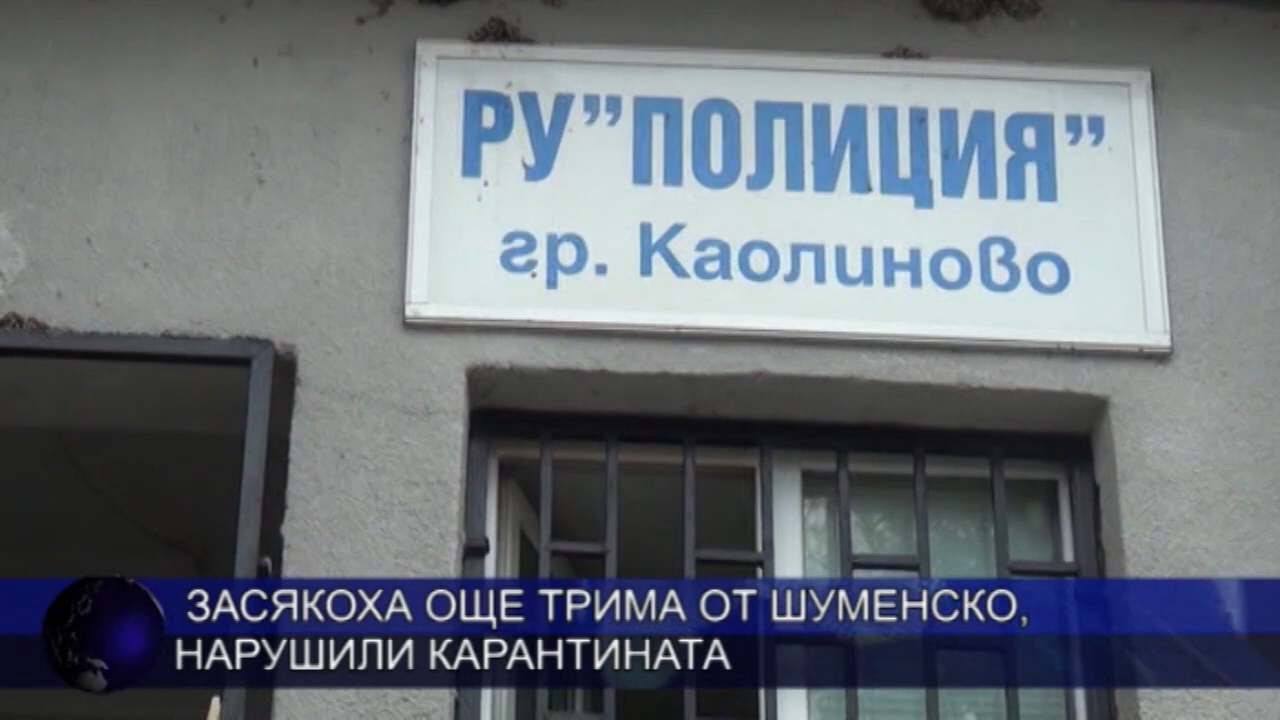 РУ"ПОЛИЦИЯ"
гр. Каолиново
ЗАСЯКОХА ОЩЕ ТРИМА ОТ ШУМЕНСКО,
НАРУШИЛИ КАРАНТИНАТА